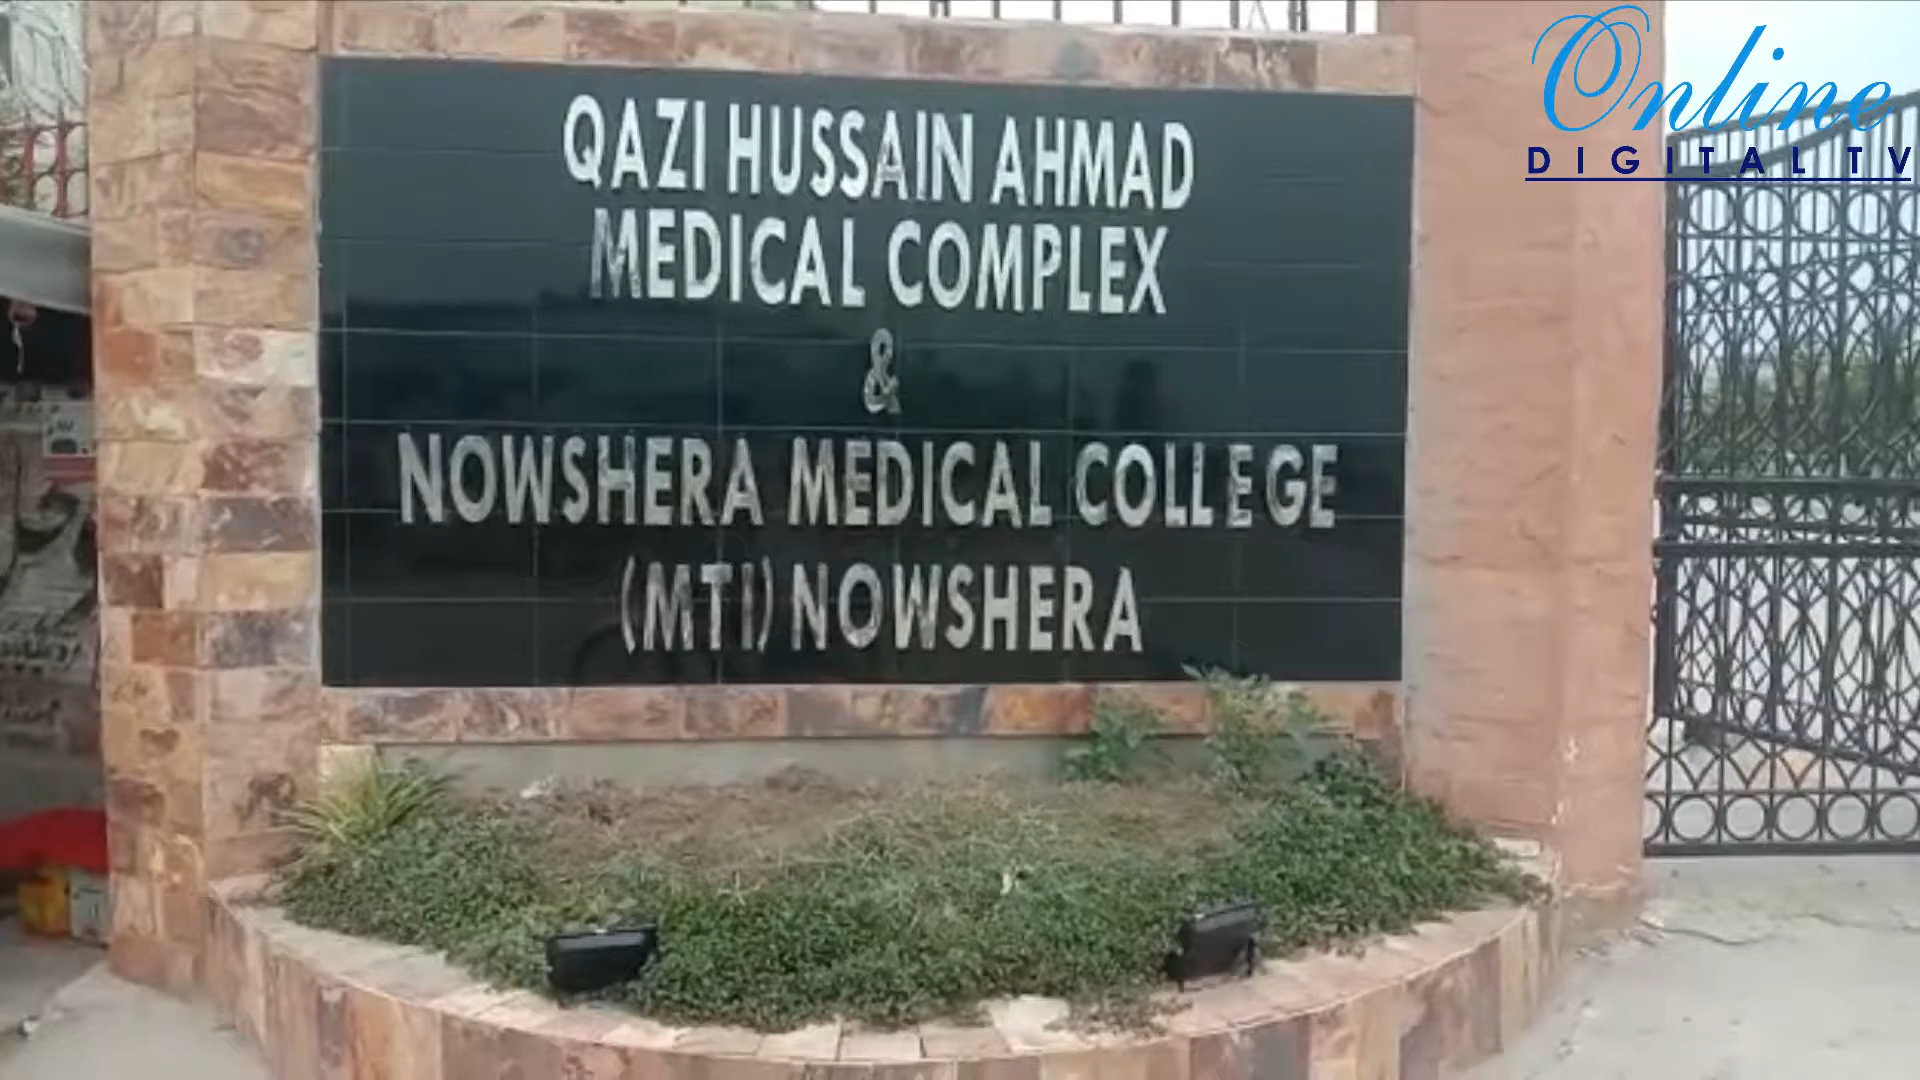 QAZI HUSSAIN AHMAD
MEDICAL COMPLEX
&
NOWSHERA MEDICAL COLLEGE
(MTI) NOWSHERA
Online
DIGITAL TV